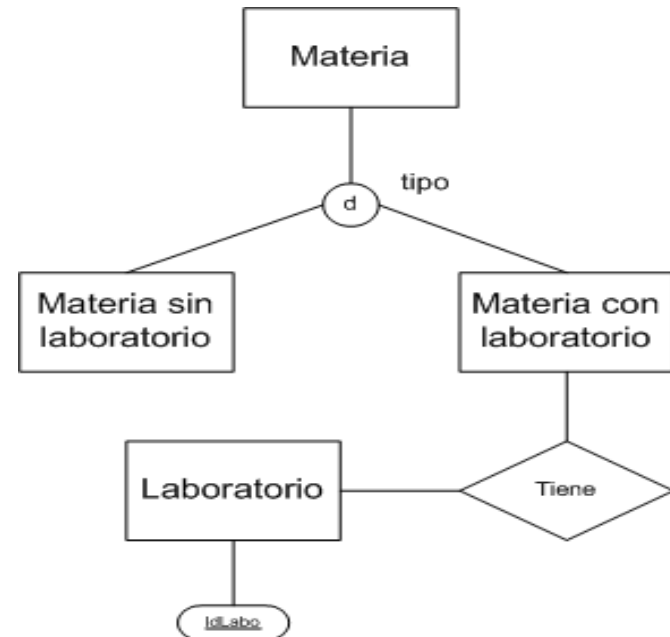 Materia
tipo
d
Materia sin
laboratorio
Materia con
laboratorio
Laboratorio
Tiene
IdLabo